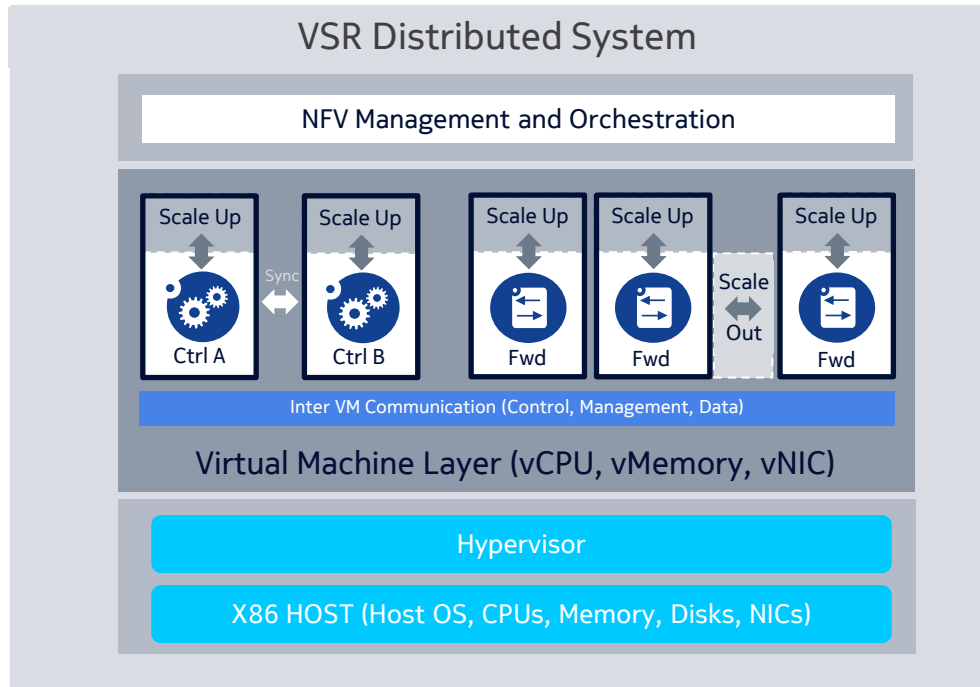 VSR Distributed System
NFV Management and Orchestration
Scale Up
Scale Up
Scale Up
Scale Up
Scale Up
Sync
Scale
Out
Ctrl A
Ctrl B
Fwd
Fwd
Fwd
Inter VM Communication (Control, Management, Data)
Virtual Machine Layer (vCPU, vMemory, vNIC)
Hypervisor
X86 HOST (Host OS, CPUs, Memory, Disks, NICs)